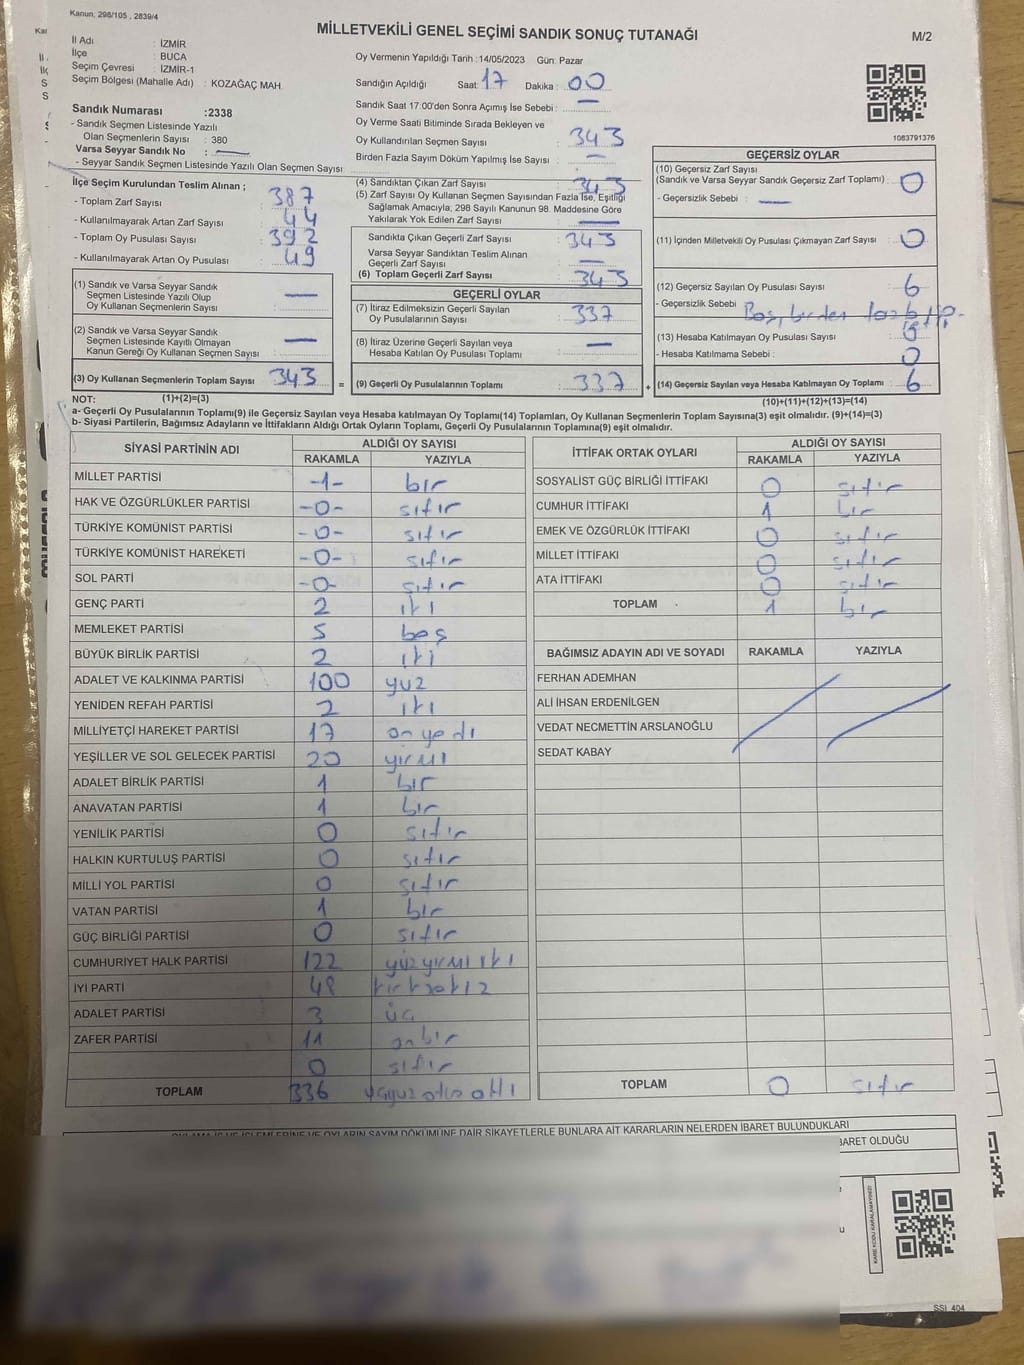 Kanun, 298/105 , 2839/4
MİLLETVEKİLİ GENEL SEÇİMİ SANDIK SONUÇ TUTANAĞI
M/2
İl Adı : İZMİR
İlçe : BUCA
Seçim Çevresi : İZMİR-1
Seçim Bölgesi (Mahalle Adı) : KOZAĞAÇ MAH.
Oy Vermenin Yapıldığı Tarih :14/05/2023 Gün: Pazar
Sandığın Açıldığı Saat: 17 Dakika : 00
Sandık Saat 17:00'den Sonra Açımış İse Sebebi : —
Sandık Numarası :2338
- Sandık Seçmen Listesinde Yazılı
Olan Seçmenlerin Sayısı : 380
Varsa Seyyar Sandık No : —
- Seyyar Sandık Seçmen Listesinde Yazılı Olan Seçmen Sayısı :
Oy Verme Saati Bitiminde Sırada Bekleyen ve
Oy Kullandırılan Seçmen Sayısı : 343
Birden Fazla Sayım Döküm Yapılmış İse Sayısı : —
1083791376
İlçe Seçim Kurulundan Teslim Alınan ;
- Toplam Zarf Sayısı : 387
- Kullanılmayarak Artan Zarf Sayısı : 44
- Toplam Oy Pusulası Sayısı : 392
- Kullanılmayarak Artan Oy Pusulası : 49
(4) Sandıktan Çıkan Zarf Sayısı : 343
(5) Zarf Sayısı Oy Kullanan Seçmen Sayısından Fazla İse, Eşitliği
Sağlamak Amacıyla, 298 Sayılı Kanunun 98. Maddesine Göre
Yakılarak Yok Edilen Zarf Sayısı : —
Sandıkta Çıkan Geçerli Zarf Sayısı : 343
Varsa Seyyar Sandıktan Teslim Alınan
Geçerli Zarf Sayısı : —
(6) Toplam Geçerli Zarf Sayısı : 343
GEÇERSİZ OYLAR
(10) Geçersiz Zarf Sayısı
(Sandık ve Varsa Seyyar Sandık Geçersiz Zarf Toplamı) : 0
- Geçersizlik Sebebi : —
(11) İçinden Milletvekili Oy Pusulası Çıkmayan Zarf Sayısı : 0
(12) Geçersiz Sayılan Oy Pusulası Sayısı : 6
- Geçersizlik Sebebi : Boş, birden fazla
(13) Hesaba Katılmayan Oy Pusulası Sayısı : 0
- Hesaba Katılmama Sebebi : 0
(14) Geçersiz Sayılan veya Hesaba Katılmayan Oy Toplamı : 6
(1) Sandık ve Varsa Seyyar Sandık
Seçmen Listesinde Yazılı Olup
Oy Kullanan Seçmenlerin Sayısı : —
(2) Sandık ve Varsa Seyyar Sandık
Seçmen Listesinde Kayıtlı Olmayan
Kanun Gereği Oy Kullanan Seçmen Sayısı : —
(3) Oy Kullanan Seçmenlerin Toplam Sayısı : 343 =
GEÇERLİ OYLAR
(7) İtiraz Edilmeksizin Geçerli Sayılan
Oy Pusulalarının Sayısı : 337
(8) İtiraz Üzerine Geçerli Sayılan veya
Hesaba Katılan Oy Pusulası Toplamı : —
(9) Geçerli Oy Pusulalarının Toplamı : 337 +
NOT: (1)+(2)=(3)
(10)+(11)+(12)+(13)=(14)
a- Geçerli Oy Pusulalarının Toplamı(9) ile Geçersiz Sayılan veya Hesaba katılmayan Oy Toplamı(14) Toplamları, Oy Kullanan Seçmenlerin Toplam Sayısına(3) eşit olmalıdır. (9)+(14)=(3)
b- Siyasi Partilerin, Bağımsız Adayların ve İttifakların Aldığı Ortak Oyların Toplamı, Geçerli Oy Pusulalarının Toplamına(9) eşit olmalıdır.
SİYASİ PARTİNİN ADI ALDIĞI OY SAYISI
RAKAMLA YAZIYLA
MİLLET PARTİSİ -1- bir
HAK VE ÖZGÜRLÜKLER PARTİSİ -0- sıfır
TÜRKİYE KOMÜNİST PARTİSİ -0- sıfır
TÜRKİYE KOMÜNİST HAREKETİ -0- sıfır
SOL PARTİ -0- sıfır
GENÇ PARTİ 2 iki
MEMLEKET PARTİSİ 5 beş
BÜYÜK BİRLİK PARTİSİ 2 iki
ADALET VE KALKINMA PARTİSİ 100 yüz
YENİDEN REFAH PARTİSİ 2 iki
MİLLİYETÇİ HAREKET PARTİSİ 17 on yedi
YEŞİLLER VE SOL GELECEK PARTİSİ 20 yirmi
ADALET BİRLİK PARTİSİ 1 bir
ANAVATAN PARTİSİ 1 bir
YENİLİK PARTİSİ 0 sıfır
HALKIN KURTULUŞ PARTİSİ 0 sıfır
MİLLİ YOL PARTİSİ 0 sıfır
VATAN PARTİSİ 1 bir
GÜÇ BİRLİĞİ PARTİSİ 0 sıfır
CUMHURİYET HALK PARTİSİ 122 yüzyirmi iki
İYİ PARTİ 48 kırksekiz
ADALET PARTİSİ 3 üç
ZAFER PARTİSİ 11 onbir
0 sıfır
TOPLAM 336 üçyüz otuz altı
İTTİFAK ORTAK OYLARI ALDIĞI OY SAYISI
RAKAMLA YAZIYLA
SOSYALİST GÜÇ BİRLİĞİ İTTİFAKI 0 sıfır
CUMHUR İTTİFAKI 1 bir
EMEK VE ÖZGÜRLÜK İTTİFAKI 0 sıfır
MİLLET İTTİFAKI 0 sıfır
ATA İTTİFAKI 0 sıfır
TOPLAM 1 bir
BAĞIMSIZ ADAYIN ADI VE SOYADI RAKAMLA YAZIYLA
FERHAN ADEMHAN
ALİ İHSAN ERDENİLGEN
VEDAT NECMETTİN ARSLANOĞLU
SEDAT KABAY
TOPLAM 0 sıfır
OYLAMA İŞ VE İŞLEMLERİNE VE OYLARIN SAYIM DÖKÜMÜNE DAİR ŞİKAYETLERLE BUNLARA AİT KARARLARIN NELERDEN İBARET BULUNDUKLARI
BARET OLDUĞU
KARE KODU KARALAMAYINIZ!
SSİ 404